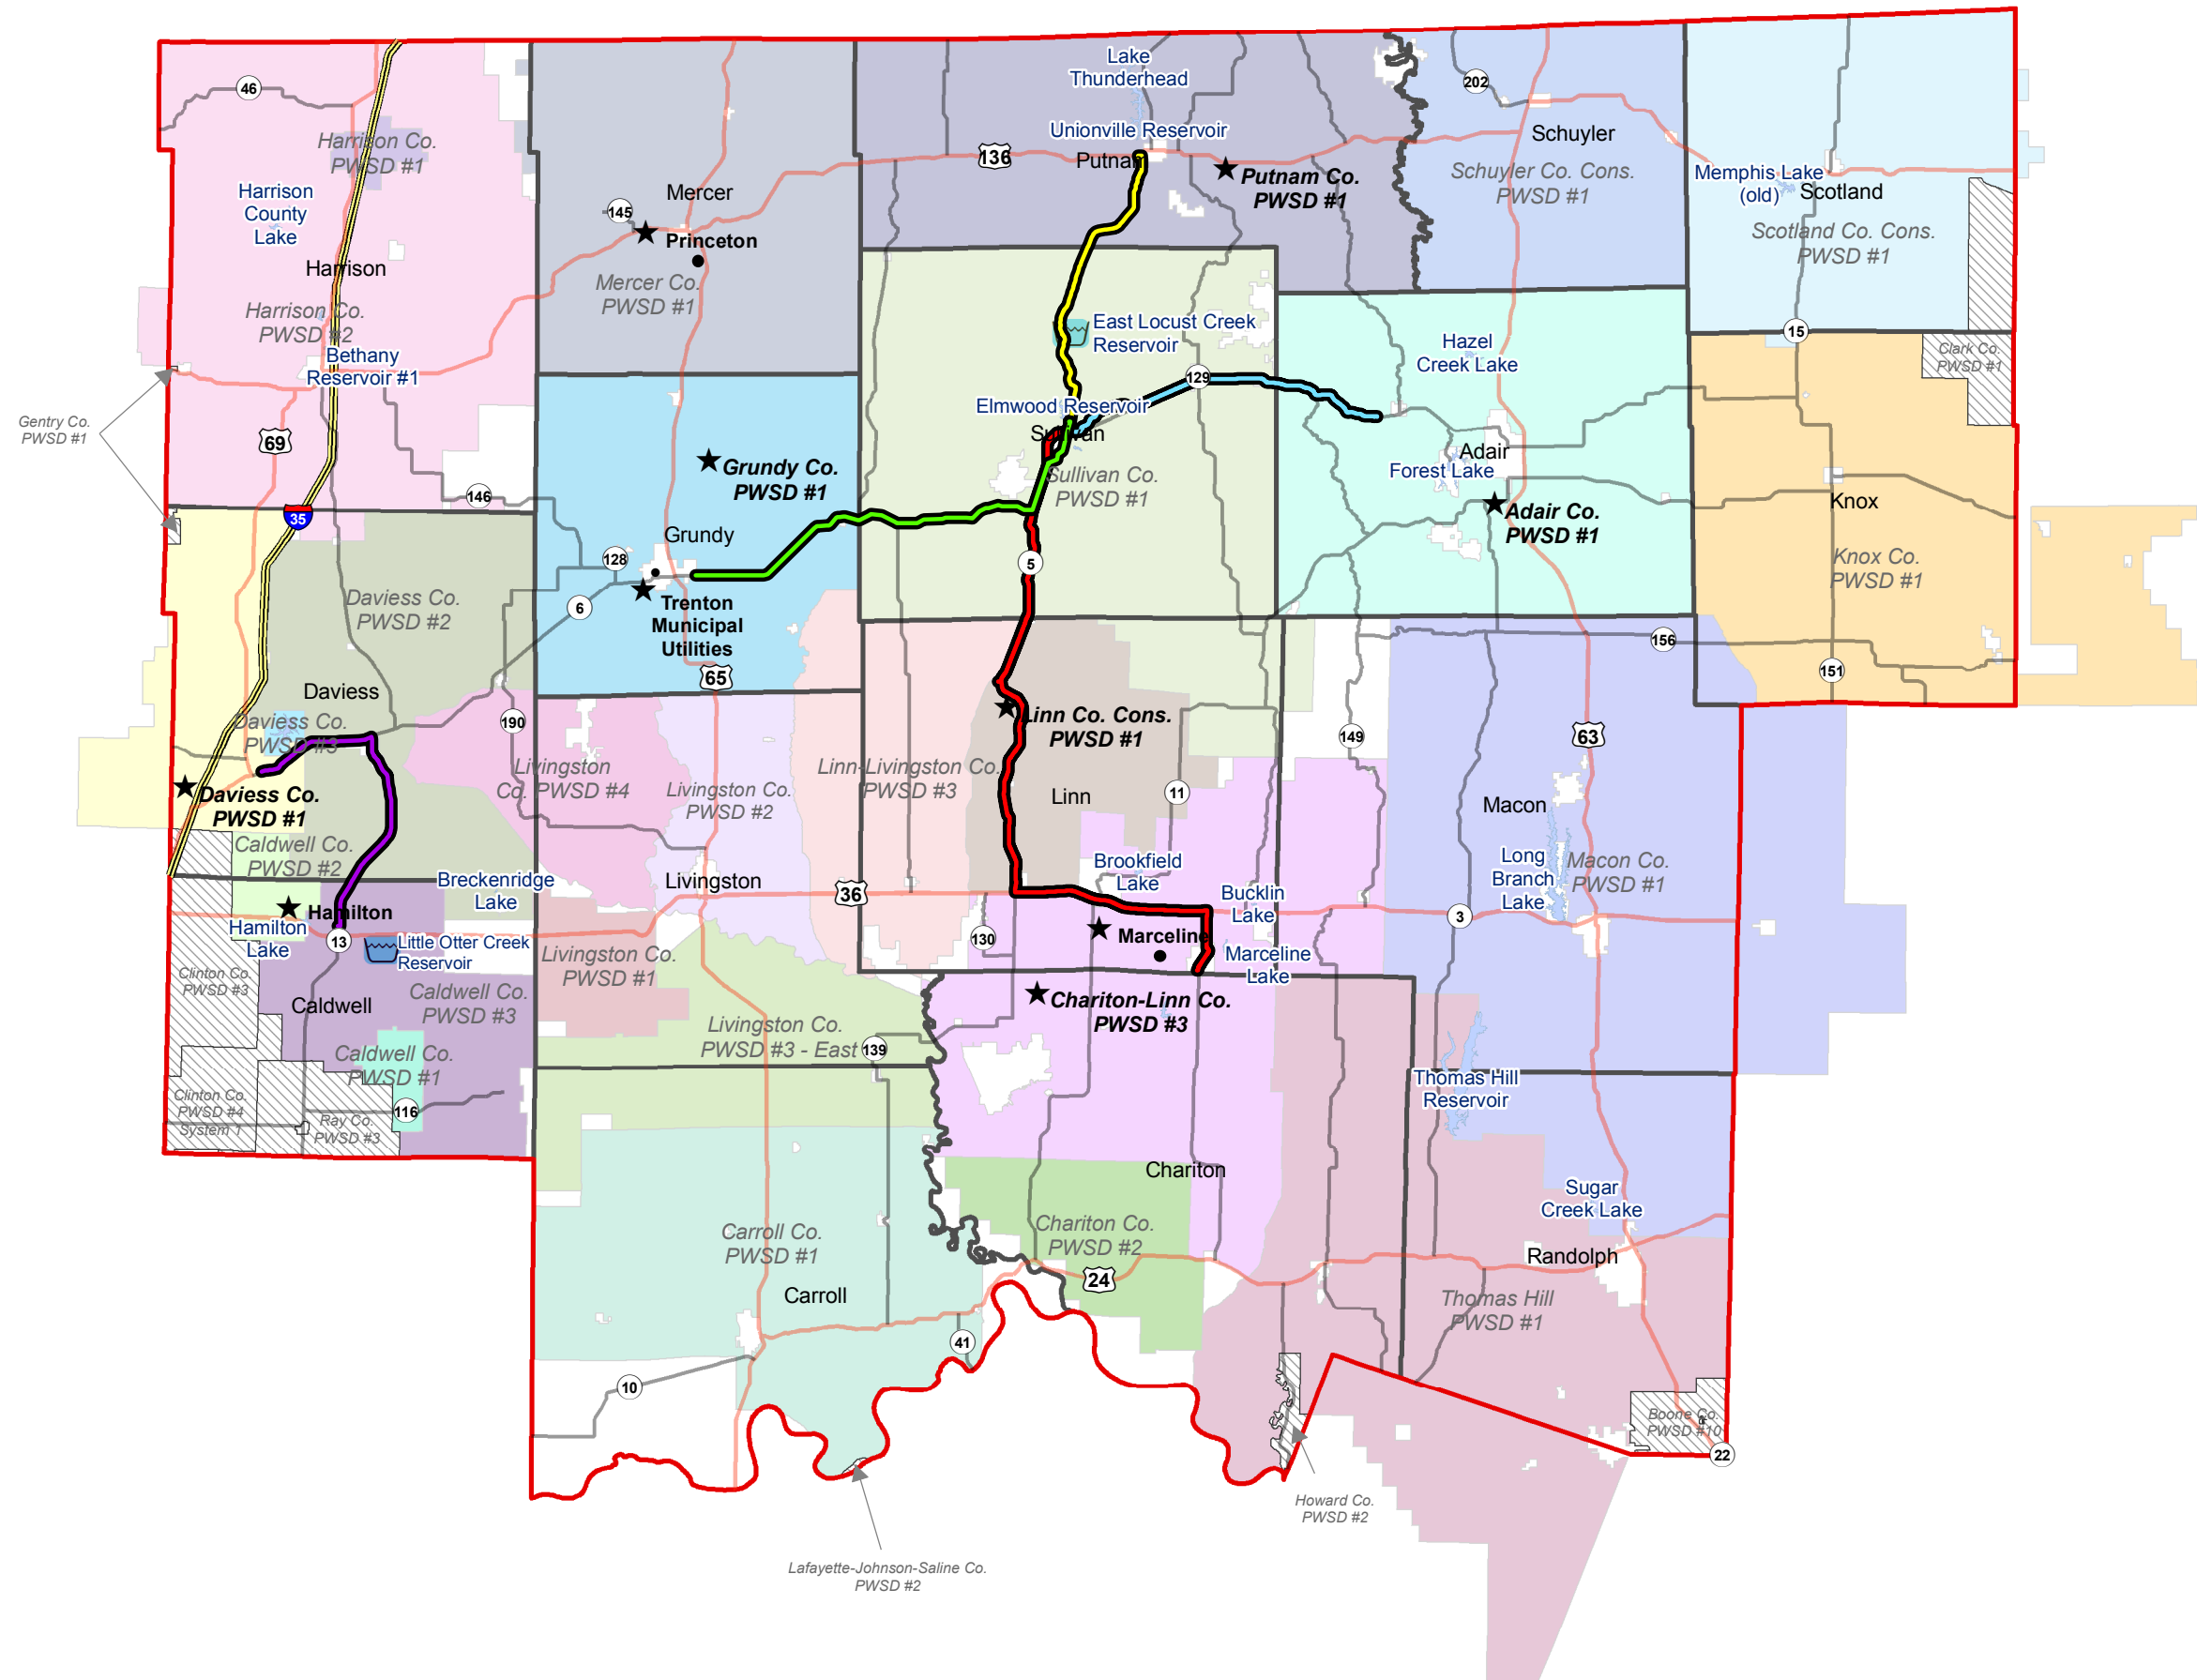 Lake
Thunderhead
46
202
Harrison Co.
PWSD #1
Unionville Reservoir
136
Putnam
Schuyler
Putnam Co.
PWSD #1
Schuyler Co. Cons.
PWSD #1
Memphis Lake
(old)
Scotland
Harrison
County
Lake
Mercer
145
Princeton
Scotland Co. Cons.
PWSD #1
Harrison
Mercer Co.
PWSD #1
Harrison Co.
PWSD #2
East Locust Creek
Reservoir
15
Hazel
Creek Lake
Clark Co.
PWSD #1
Bethany
Reservoir #1
129
Gentry Co.
PWSD #1
Elmwood Reservoir
69
Sullivan
Adair
Grundy Co.
PWSD #1
Sullivan Co.
PWSD #1
Forest Lake
146
Adair Co.
PWSD #1
Knox
35
Grundy
128
5
Knox Co.
PWSD #1
Daviess Co.
PWSD #2
6
Trenton
Municipal
Utilities
156
151
65
Daviess
190
Daviess Co.
PWSD #3
Linn Co. Cons.
PWSD #1
149
63
Livingston
Co. PWSD #4
Livingston Co.
PWSD #2
Linn-Livingston Co.
PWSD #3
Linn
11
Macon
Daviess Co.
PWSD #1
Caldwell Co.
PWSD #2
Brookfield
Lake
Long
Branch
Lake
Macon Co.
PWSD #1
Breckenridge
Lake
Livingston
36
Bucklin
Lake
3
Hamilton
Hamilton
Lake
13
Little Otter Creek
Reservoir
130
Marceline
Marceline
Lake
Livingston Co.
PWSD #1
Clinton Co.
PWSD #3
Caldwell
Caldwell Co.
PWSD #3
Chariton-Linn Co.
PWSD #3
Livingston Co.
PWSD #3 - East
139
Caldwell Co.
PWSD #1
Thomas Hill
Reservoir
Clinton Co.
PWSD #4
System 1
116
Ray Co.
PWSD #3
Chariton
Sugar
Creek Lake
Carroll Co.
PWSD #1
Chariton Co.
PWSD #2
24
Randolph
Carroll
Thomas Hill
PWSD #1
41
10
Boone Co.
PWSD #10
22
Howard Co.
PWSD #2
Lafayette-Johnson-Saline Co.
PWSD #2